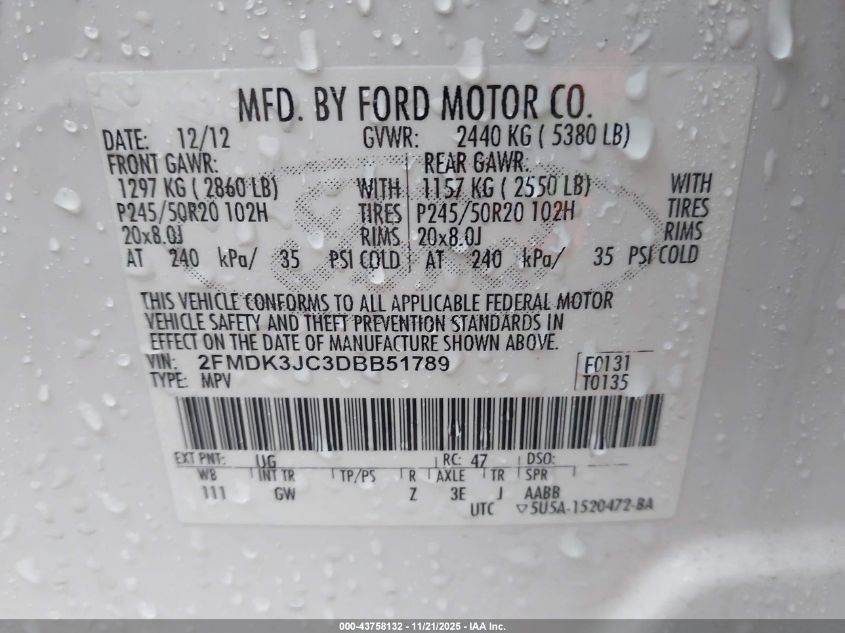 MFD. BY FORD MOTOR CO.
DATE: 12/12 GVWR: 2440 KG ( 5380 LB)
FRONT GAWR: REAR GAWR:
1297 KG ( 2860 LB) WITH 1157 KG ( 2550 LB) WITH
P245/50R20 102H TIRES P245/50R20 102H TIRES
20x8.0J RIMS 20x8.0J RIMS
AT 240 kPa/ 35 PSI COLD AT 240 kPa/ 35 PSI COLD
THIS VEHICLE CONFORMS TO ALL APPLICABLE FEDERAL MOTOR
VEHICLE SAFETY AND THEFT PREVENTION STANDARDS IN
EFFECT ON THE DATE OF MANUFACTURE SHOWN ABOVE.
VIN: 2FMDK3JC3DBB51789 F0131
TYPE: MPV T0135
EXT PNT: UG RC: 47 DSO:
WB INT TR TP/PS R AXLE TR SPR
111 GW Z 3E J AABB
UTC ▽5U5A-1520472-BA
000-43758132 - 11/21/2025 - IAA Inc.